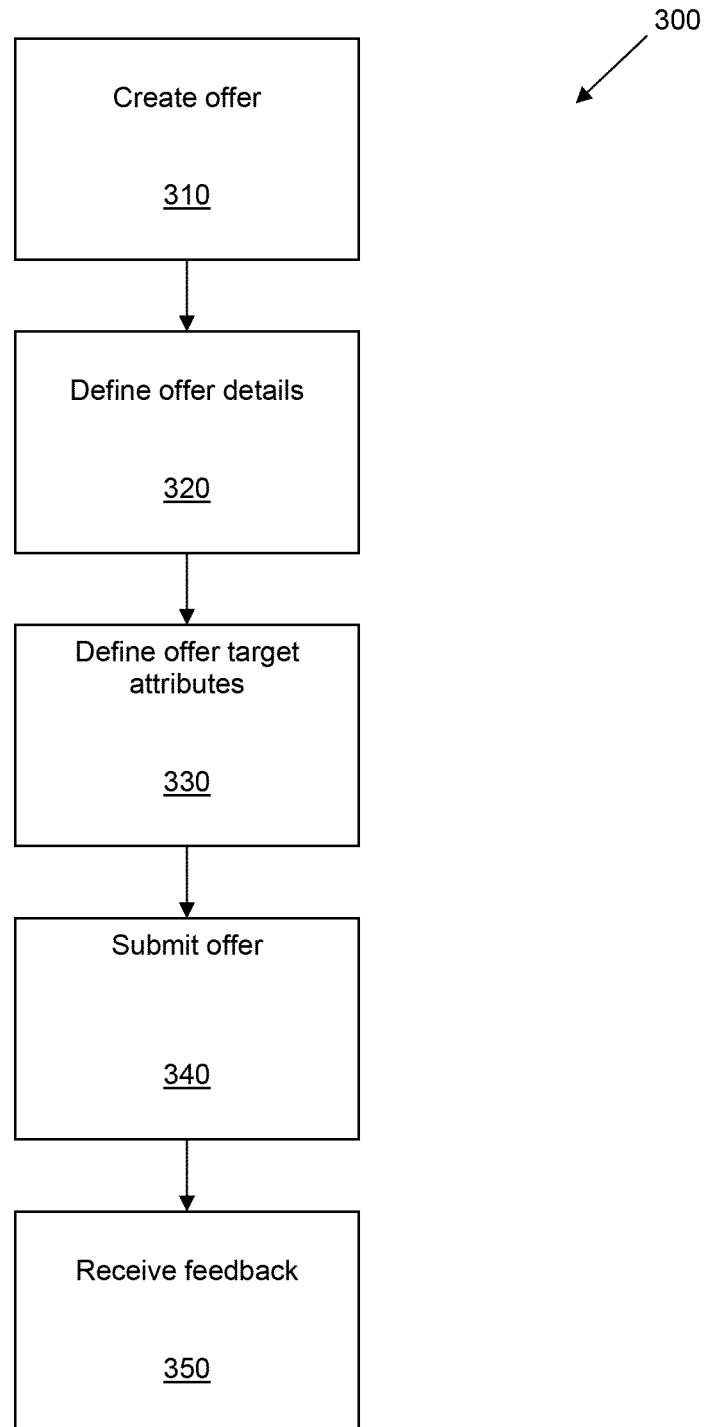 300
Create offer
310
Define offer details
320
Define offer target
attributes
330
Submit offer
340
Receive feedback
350